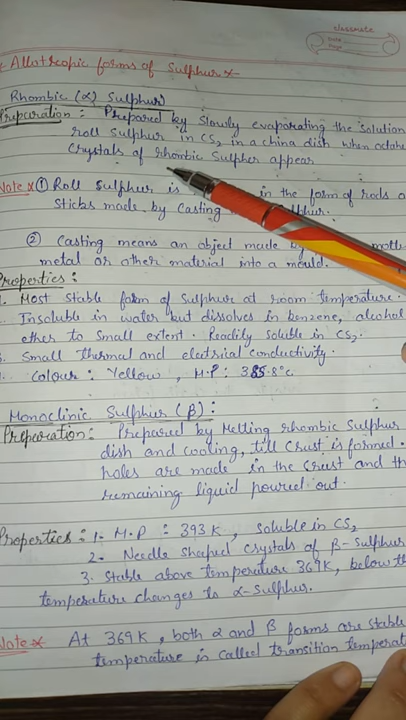 classmate
Date
Page
* Allotropic forms of Sulphur *
Rhombic (α) Sulphur
Preparation : Prepared by slowly evaporating the solution
roll sulphur in CS2 in a china dish when octahe
crystals of rhombic Sulpher appear
Note * ① Roll sulphur is in the form of rods o
sticks made by casting
② Casting means an object made by
metal or other material into a mould.
Properties :
Most stable form of sulphur at room temperature.
Insoluble in water but dissolves in benzene, alcohol
ether to small extent. Readily soluble in CS2.
Small thermal and electrial conductivity.
Colour : Yellow , M.P :
Monoclinic Sulphur (β) :
Preparation : Prepared by Melting rhombic Sulphur
dish and cooling, till Crust is formed.
holes are made in the crust and th
remaining liquid poured out.
Properties : 1. M.P : 393 K , soluble in CS2
2. Needle Shaped crystals of β-sulphur
3. Stable above temperature 369K, below th
temperature changes to α-sulphur.
Note * At 369K , both α and β forms are stable
temperature is called transition temperat